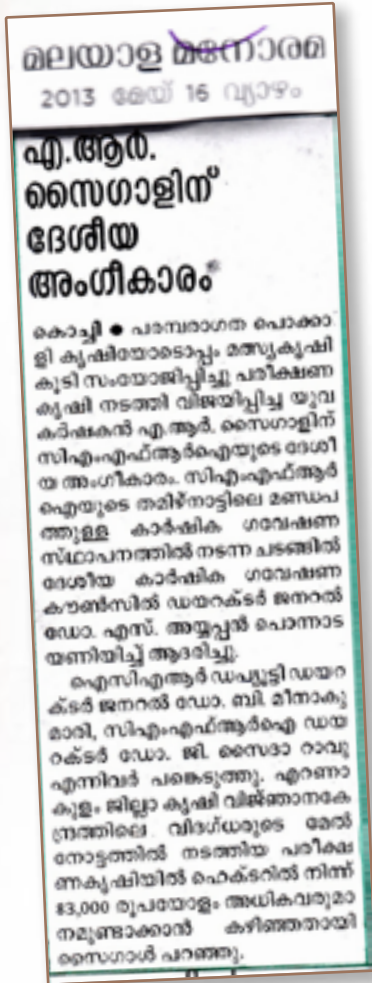 മലയാള മനോരമ
2013 മേയ് 16 വ്യാഴം
എ.ആർ.
സൈഗാളിന്
ദേശീയ
അംഗീകാരം
കൊച്ചി ● പരമ്പരാഗത പൊക്കാ
ളി കൃഷിയോടൊപ്പം മത്സ്യകൃഷി
കൂടി സംയോജിപ്പിച്ചു പരീക്ഷണ
കൃഷി നടത്തി വിജയിപ്പിച്ച യുവ
കർഷകൻ എ.ആർ. സൈഗാളിന്
സിഎംഎഫ്ആർഐയുടെ ദേശീ
യ അംഗീകാരം. സിഎംഎഫ്ആർ
ഐയുടെ തമിഴ്നാട്ടിലെ മണ്ഡപ
ത്തുള്ള കാർഷിക ഗവേഷണ
സ്ഥാപനത്തിൽ നടന്ന ചടങ്ങിൽ
ദേശീയ കാർഷിക ഗവേഷണ
കൗൺസിൽ ഡയറക്ടർ ജനറൽ
ഡോ. എസ്. അയ്യപ്പൻ പൊന്നാട
യണിയിച്ച് ആദരിച്ചു.
ഐസിഎആർ ഡപ്യൂട്ടി ഡയറ
ക്ടർ ജനറൽ ഡോ. ബി. മീനാകു
മാരി, സിഎംഎഫ്ആർഐ ഡയ
റക്ടർ ഡോ. ജി. സൈദാ റാവു
എന്നിവർ പങ്കെടുത്തു. എറണാ
കുളം ജില്ലാ കൃഷി വിജ്ഞാനകേ
ന്ദ്രത്തിലെ വിദഗ്ധരുടെ മേൽ
നോട്ടത്തിൽ നടത്തിയ പരീക്ഷ
ണകൃഷിയിൽ ഹെക്ടറിൽ നിന്ന്
83,000 രൂപയോളം അധികവരുമാ
നമുണ്ടാക്കാൻ കഴിഞ്ഞതായി
സൈഗാൾ പറഞ്ഞു.